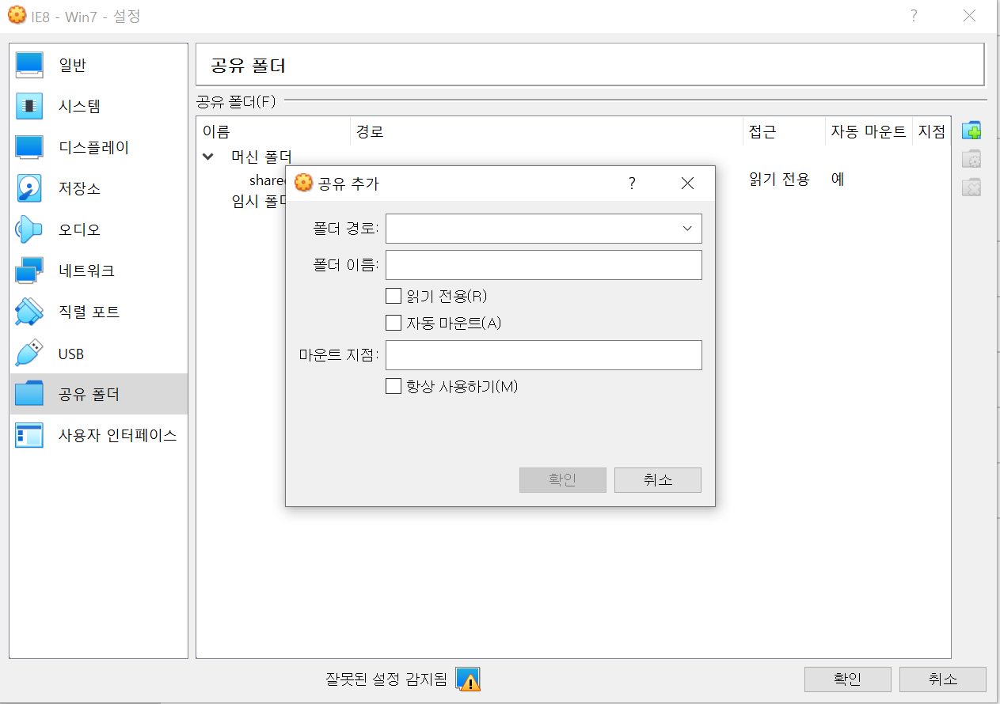 IE8 - Win7 - 설정
?
일반
시스템
디스플레이
저장소
오디오
네트워크
직렬 포트
USB
공유 폴더
사용자 인터페이스
공유 폴더
공유 폴더(F)
이름 경로 접근 자동 마운트 지점
머신 폴더
읽기 전용 예
임시
공유 추가 ?
폴더 경로:
폴더 이름:
읽기 전용(R)
자동 마운트(A)
마운트 지점:
항상 사용하기(M)
확인 취소
잘못된 설정 감지됨
확인 취소